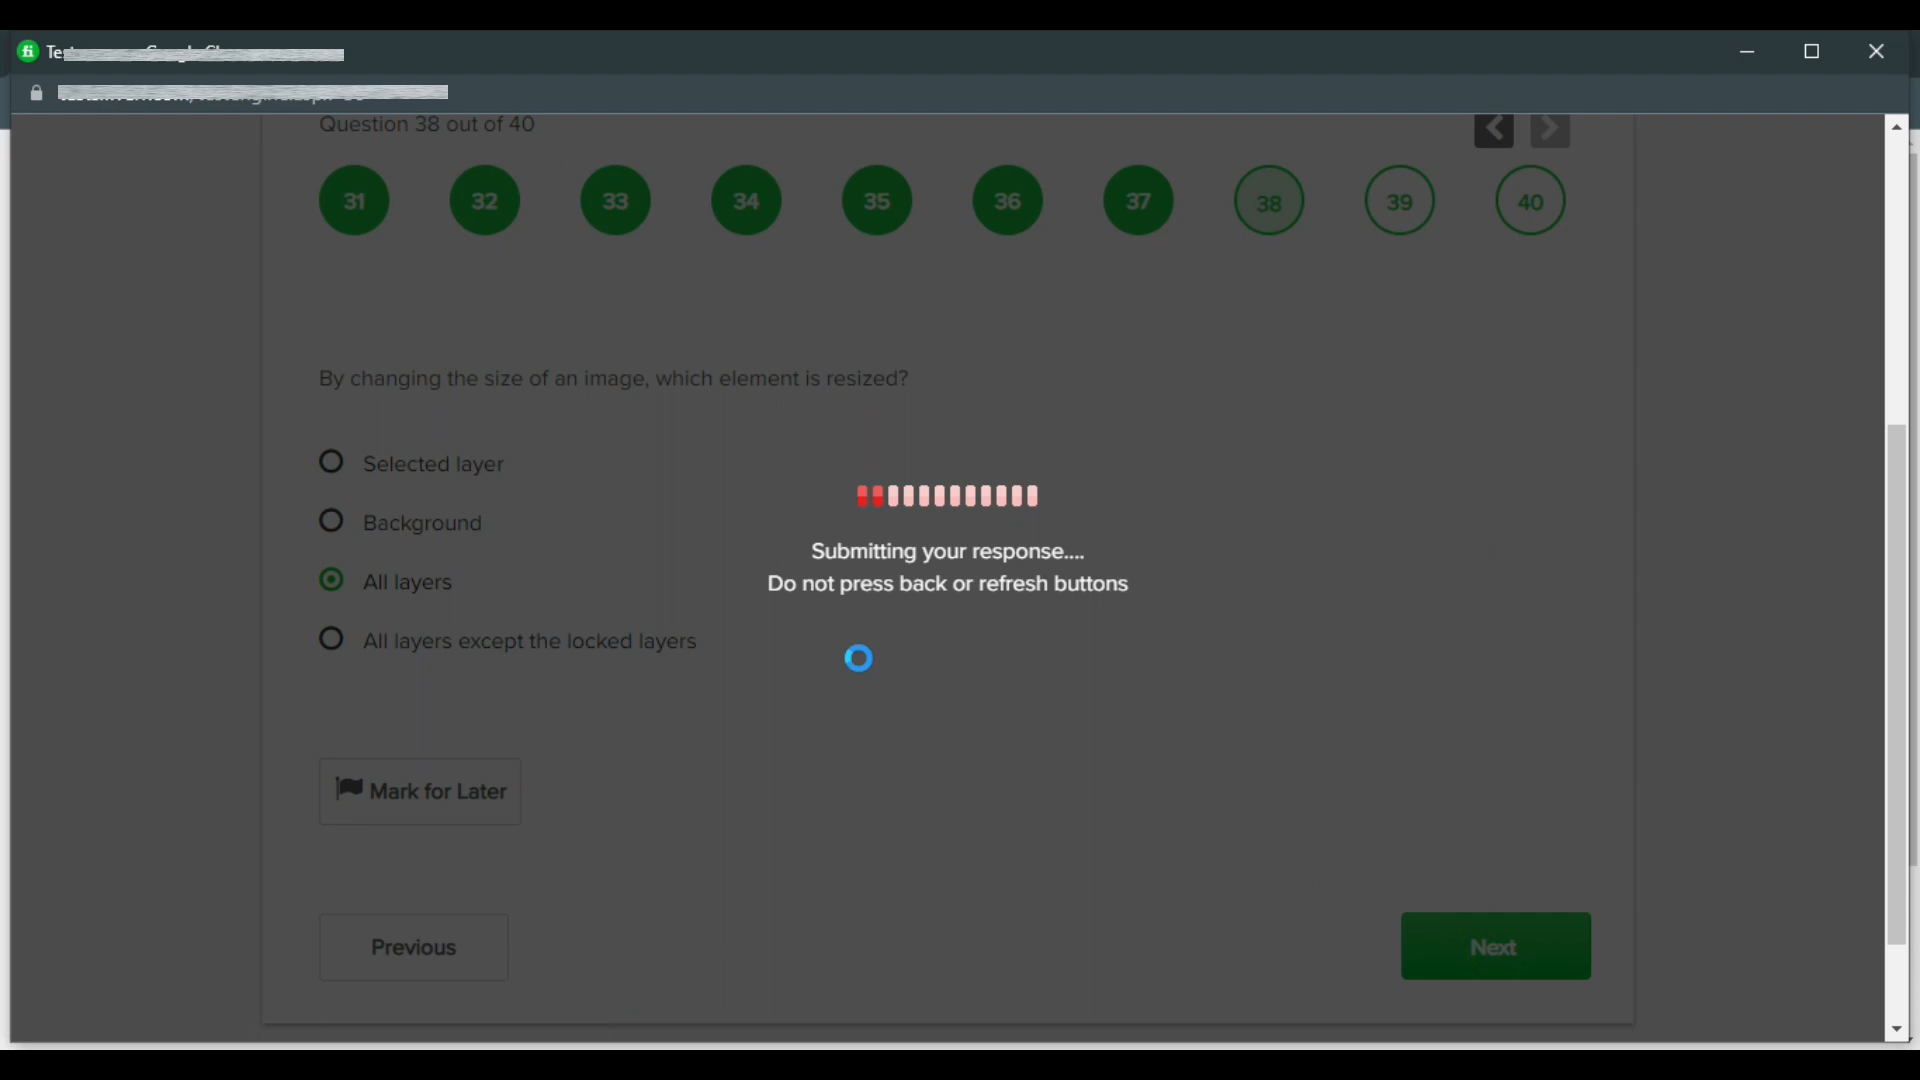 fi
Question 38 out of 40
31 32 33 34 35 36 37 38 39 40
By changing the size of an image, which element is resized?
Selected layer
Background
All layers
All layers except the locked layers
Submitting your response....
Do not press back or refresh buttons
Mark for Later
Previous
Next